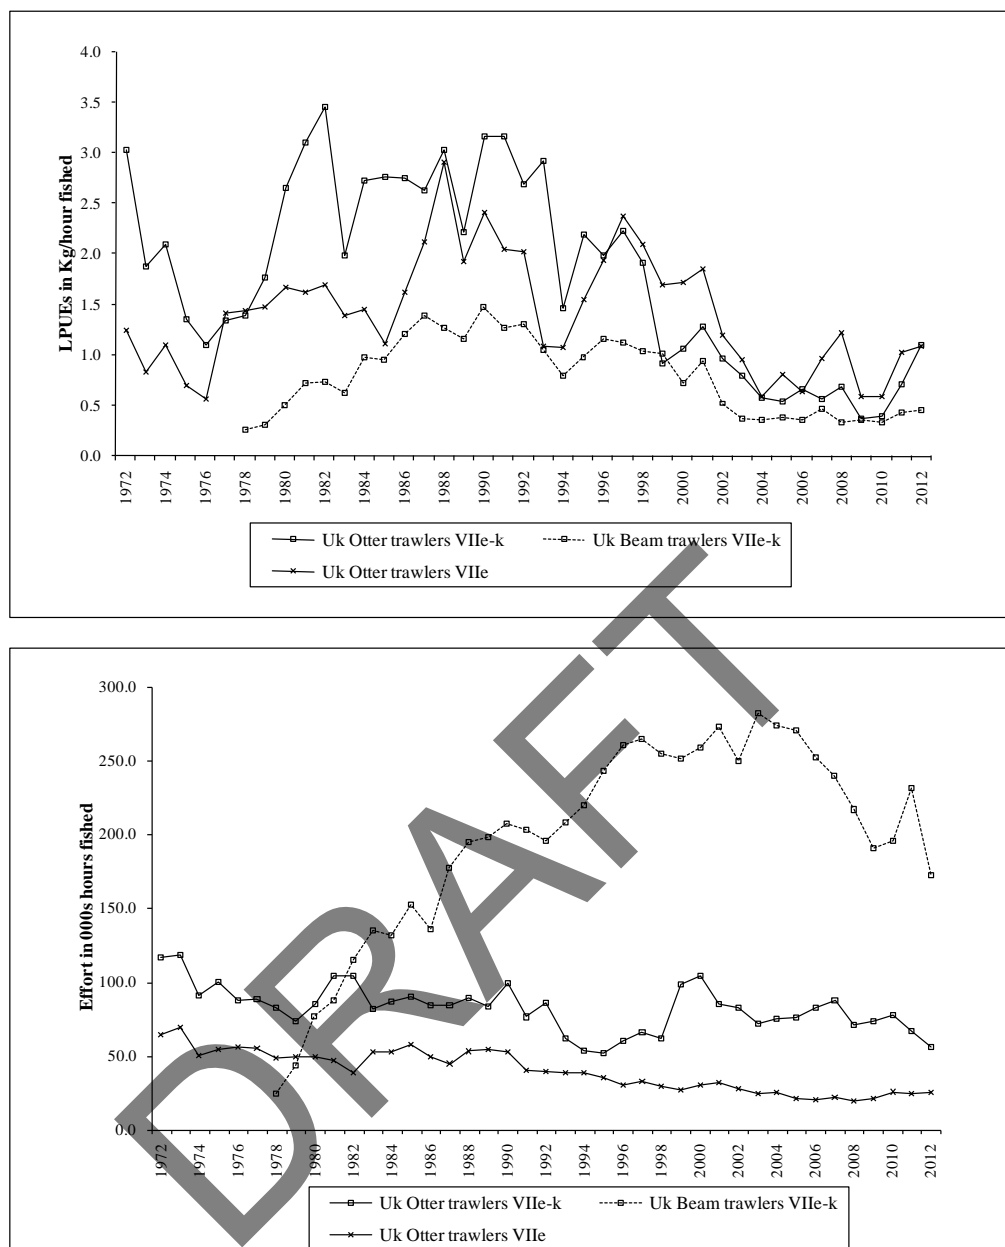 4.0
3.5
3.0
2.5
2.0
1.5
1.0
0.5
0.0
LPUEs in Kg/hour fished
1972 1974 1976 1978 1980 1982 1984 1986 1988 1990 1992 1994 1996 1998 2000 2002 2004 2006 2008 2010 2012
Uk Otter trawlers VIIe-k Uk Beam trawlers VIIe-k
Uk Otter trawlers VIIe
300.0
250.0
200.0
150.0
100.0
50.0
0.0
Effort in 000s hours fished
1972 1974 1976 1978 1980 1982 1984 1986 1988 1990 1992 1994 1996 1998 2000 2002 2004 2006 2008 2010 2012
Uk Otter trawlers VIIe-k Uk Beam trawlers VIIe-k
Uk Otter trawlers VIIe
DRAFT